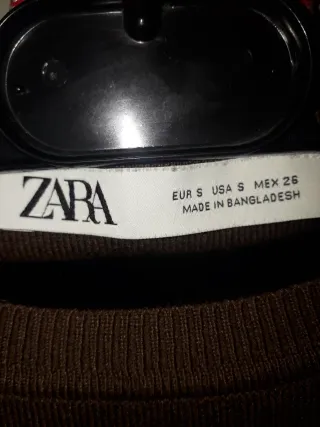 ZARA
EUR S USA S MEX 26
MADE IN BANGLADESH